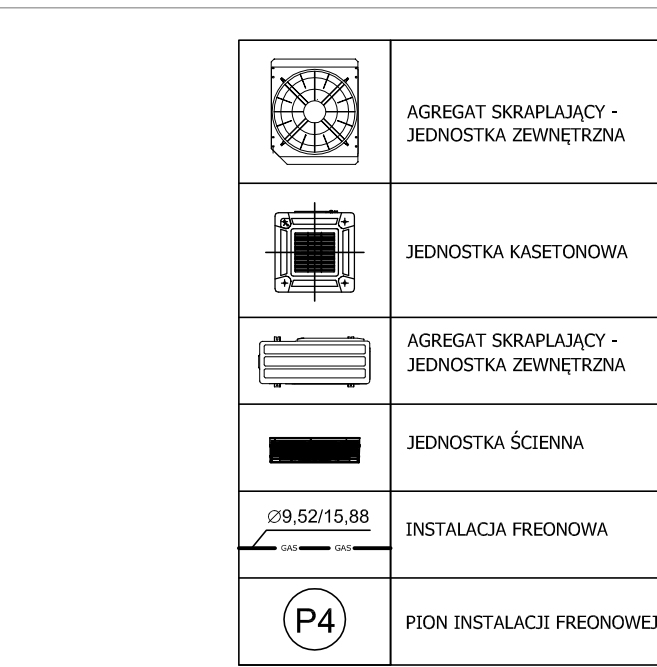 AGREGAT SKRAPLAJĄCY -
JEDNOSTKA ZEWNĘTRZNA
JEDNOSTKA KASETONOWA
AGREGAT SKRAPLAJĄCY -
JEDNOSTKA ZEWNĘTRZNA
JEDNOSTKA ŚCIENNA
∅9,52/15,88
GAS GAS
INSTALACJA FREONOWA
P4
PION INSTALACJI FREONOWEJ